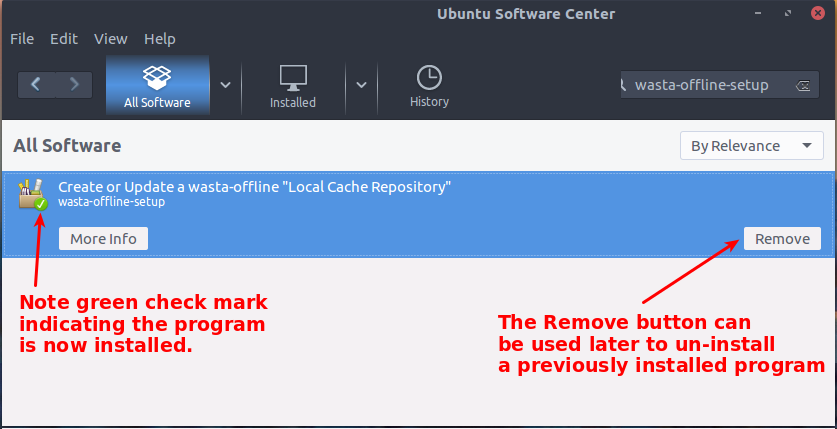 Ubuntu Software Center
File Edit View Help
All Software
Installed
History
wasta-offline-setup
All Software
By Relevance
Create or Update a wasta-offline "Local Cache Repository"
wasta-offline-setup
More Info
Remove
Note green check mark
indicating the program
is now installed.
The Remove button can
be used later to un-install
a previously installed program